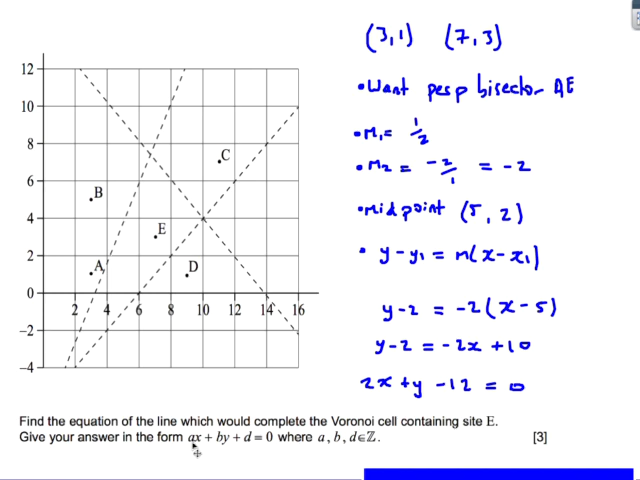 (3,1) (7,3)
•Want perp bisector AE
•M₁= 1/2
•M₂ = -2/1 = -2
•midpoint (5,2)
• y-y₁ = m(x-x₁)
y-2 = -2(x-5)
y-2 = -2x+10
2x+y-12=0
12
10
8
6
4
2
0
−2
−4
2 4 6 8 10 12 14 16
C
B
E
A
D
Find the equation of the line which would complete the Voronoi cell containing site E.
Give your answer in the form ax + by + d = 0 where a, b, d∈ℤ. [3]